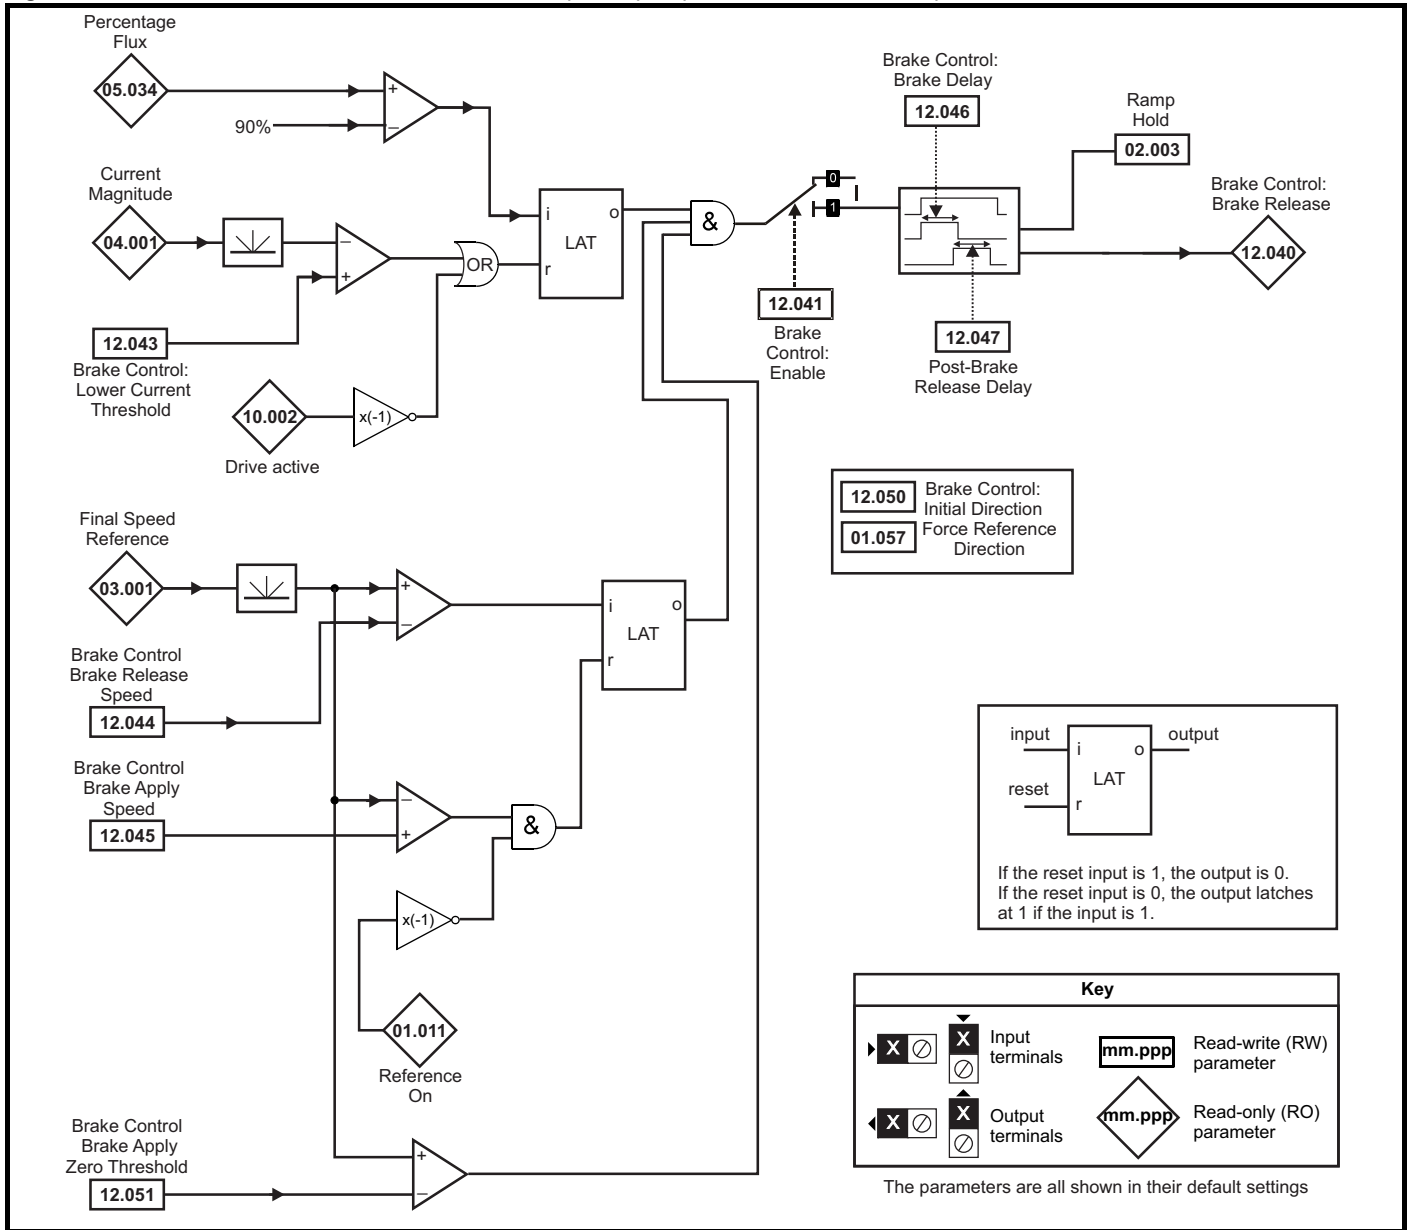 Percentage
Flux
05.034
+
90%
–
Current
Magnitude
04.001
–
+
12.043
Brake Control:
Lower Current
Threshold
OR
10.002
x(-1)
Drive active
i
o
LAT
r
&
0
1
12.041
Brake
Control:
Enable
Brake Control:
Brake Delay
12.046
12.047
Post-Brake
Release Delay
Ramp
Hold
02.003
Brake Control:
Brake Release
12.040
12.050
Brake Control:
Initial Direction
01.057
Force Reference
Direction
Final Speed
Reference
03.001
+
–
Brake Control
Brake Release
Speed
12.044
i
o
LAT
r
Brake Control
Brake Apply
Speed
12.045
–
+
&
x(-1)
01.011
Reference
On
Brake Control
Brake Apply
Zero Threshold
12.051
+
–
input
i
o
output
LAT
reset
r
If the reset input is 1, the output is 0.
If the reset input is 0, the output latches
at 1 if the input is 1.
Key
X
X
Input
terminals
mm.ppp
Read-write (RW)
parameter
X
X
Output
terminals
mm.ppp
Read-only (RO)
parameter
The parameters are all shown in their default settings